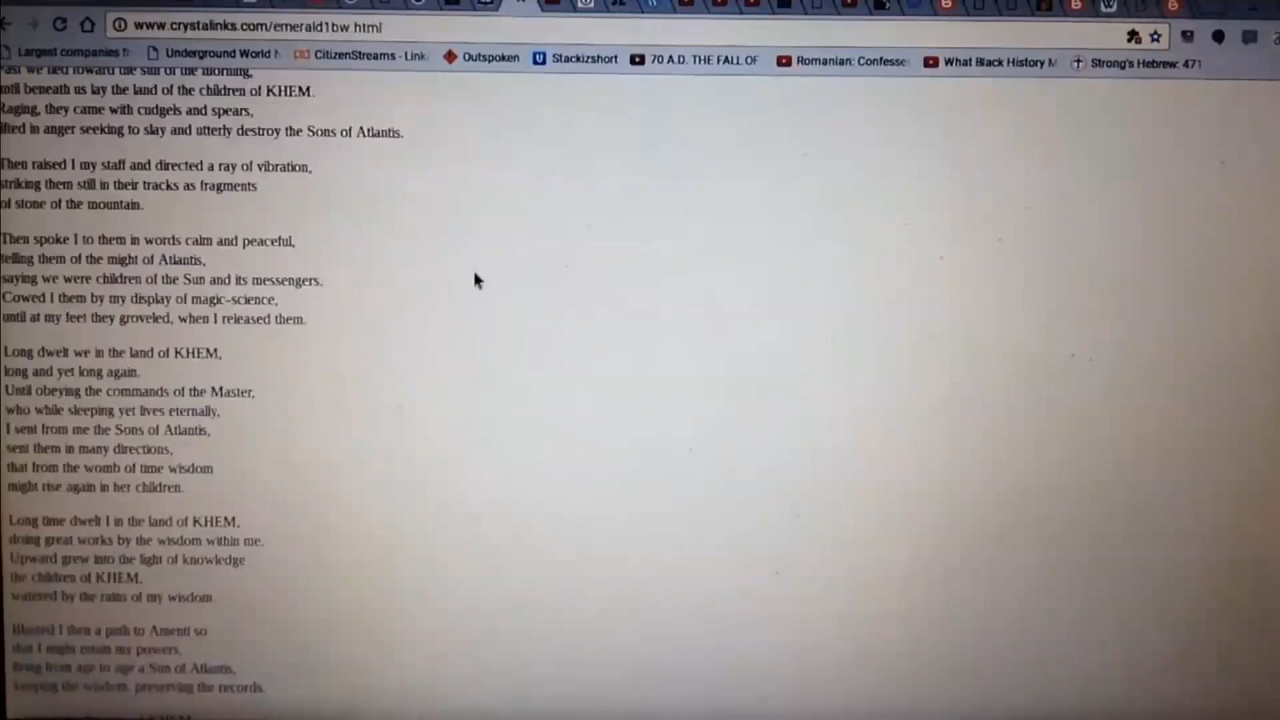 www.crystalinks.com/emerald1bw html
Largest companies
Underground World
CitizenStreams - Link
Outspoken
Stackizshort
70 A.D. THE FALL OF
Romanian: Confesse
What Black History
Strong's Hebrew: 471
beneath us lay the land of the children of KHEM.
Raging, they came with cudgels and spears,
lifted in anger seeking to slay and utterly destroy the Sons of Atlantis.
Then raised I my staff and directed a ray of vibration,
striking them still in their tracks as fragments
of stone of the mountain.
Then spoke I to them in words calm and peaceful,
telling them of the might of Atlantis,
saying we were children of the Sun and its messengers.
Cowed I them by my display of magic-science,
until at my feet they groveled, when I released them.
Long dwelt we in the land of KHEM,
long and yet long again.
Until obeying the commands of the Master,
who while sleeping yet lives eternally,
I sent from me the Sons of Atlantis,
sent them in many directions,
that from the womb of time wisdom
might rise again in her children.
Long time dwelt I in the land of KHEM,
doing great works by the wisdom within me.
Upward grew into the light of knowledge
the children of KHEM,
watered by the rains of my wisdom.
Blasted I then a path to Amenti so
that I might retain my powers,
living from age to age a Sun of Atlantis,
keeping the wisdom, preserving the records.